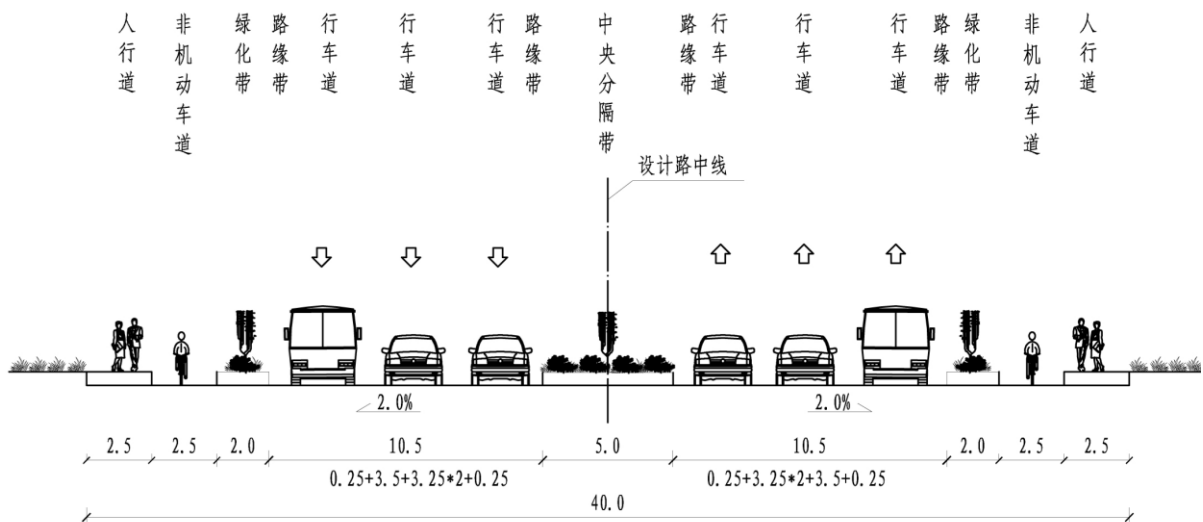 人行道
非机动车道
绿化带
路缘带
行车道
行车道
行车道
路缘带
中央分隔带
路缘带
行车道
行车道
行车道
路缘带
绿化带
非机动车道
人行道
设计路中线
2.0%
2.0%
2.5
2.5
2.0
10.5
5.0
10.5
2.0
2.5
2.5
0.25+3.5+3.25*2+0.25
0.25+3.25*2+3.5+0.25
40.0